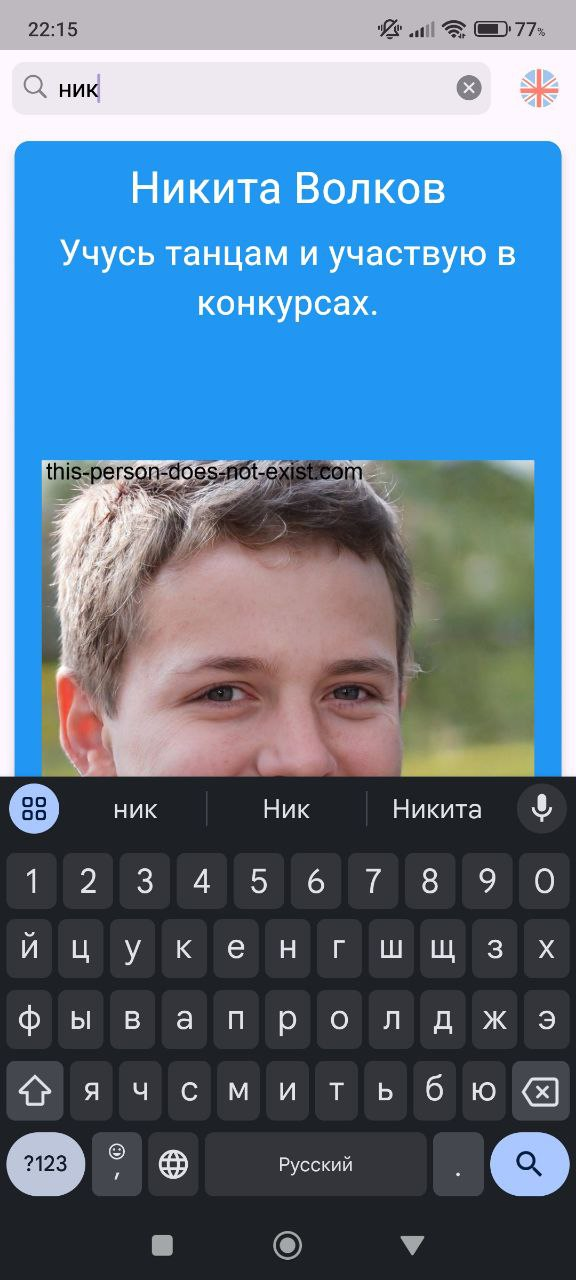 22:15
77%
ник
Никита Волков
Учусь танцам и участвую в
конкурсах.
this-person-does-not-exist.com
ник Ник Никита
1 2 3 4 5 6 7 8 9 0
й ц у к е н г ш щ з х
ф ы в а п р о л д ж э
я ч с м и т ь б ю
?123 , Русский .